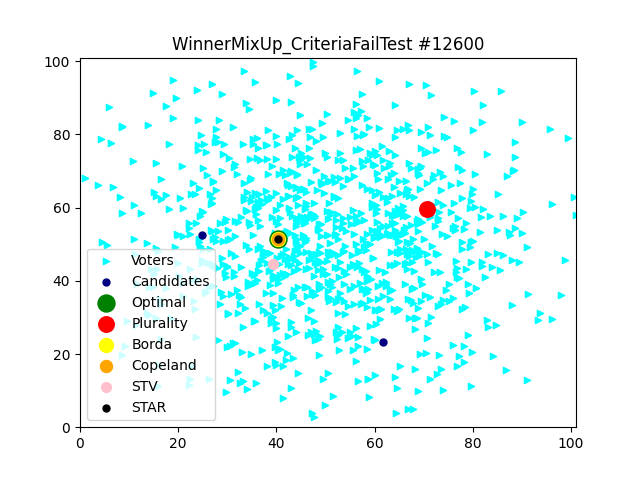 WinnerMixUp_CriteriaFailTest #12600
100
80
60
40
20
0
0 20 40 60 80 100
Voters
Candidates
Optimal
Plurality
Borda
Copeland
STV
STAR